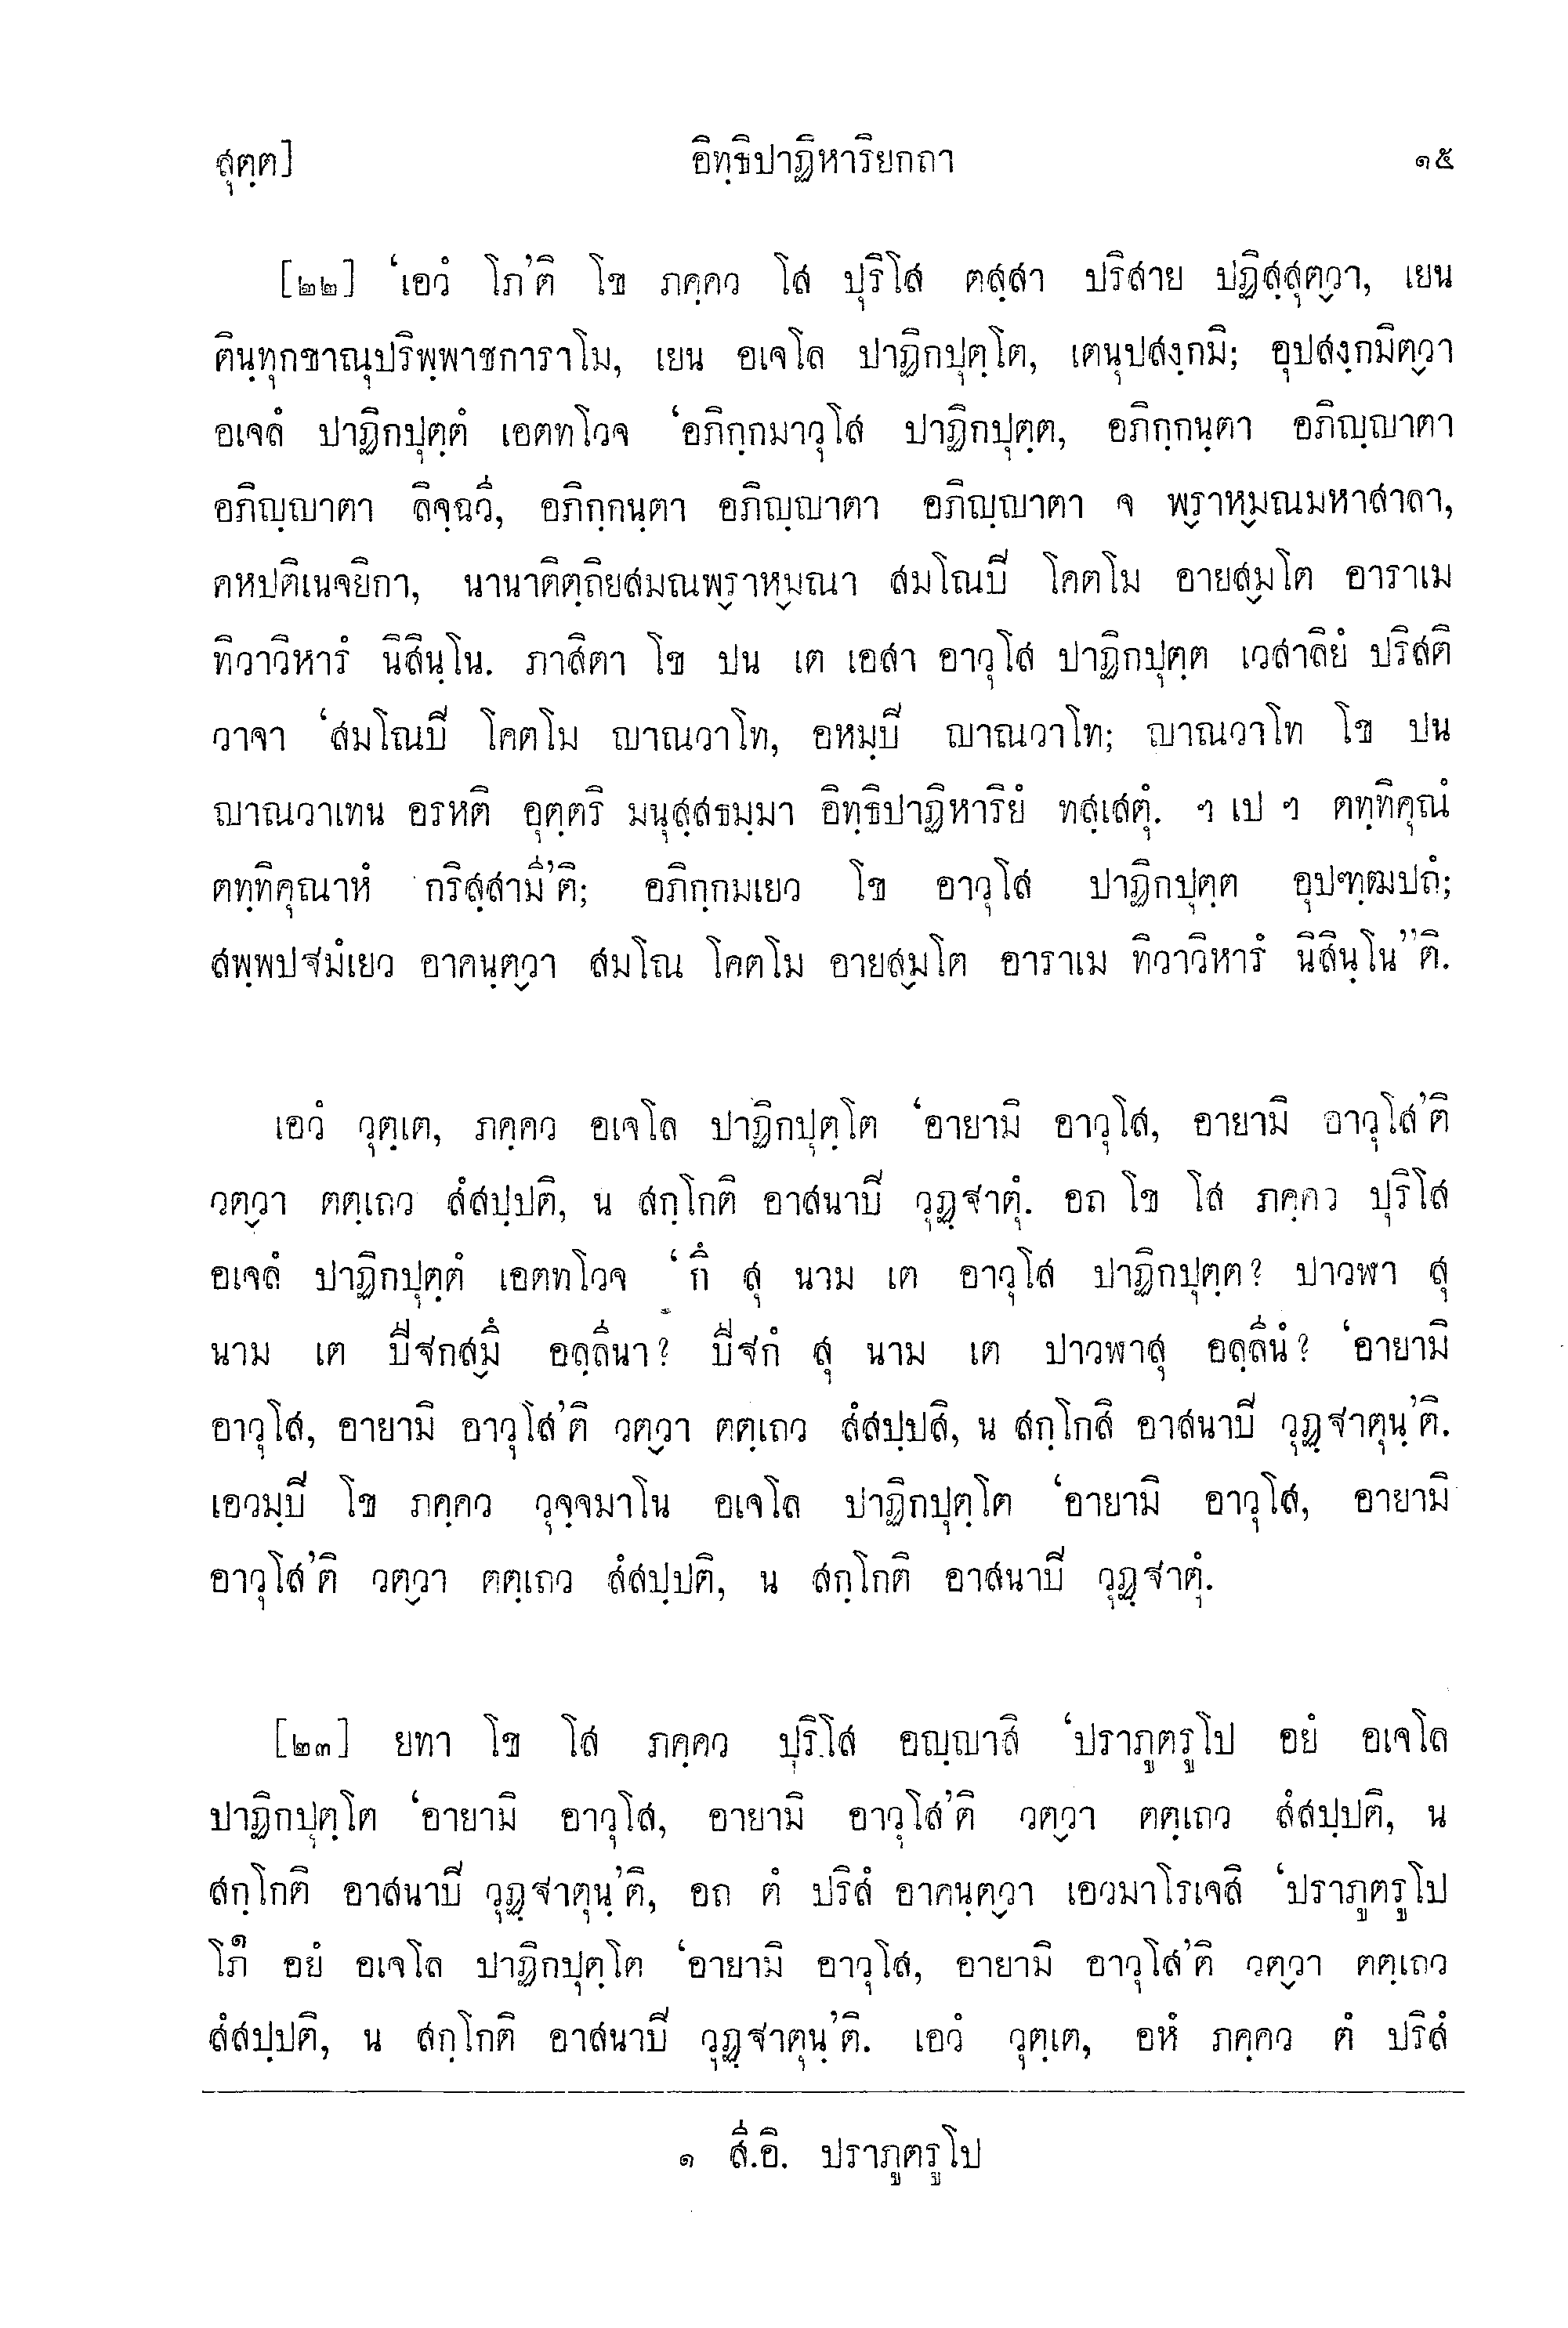 สุตฺต] อิทฺธิปาฏิหาริยกถา ๑๕
[๒๒] ‘เอวํ โภ’ติ โข ภคฺคว โส ปุริโส ตสฺสา ปริสาย ปฏิสฺสุตฺวา, เยน
ตินฺทุกขาณุปริพฺพาชการาโม, เยน อเจโล ปาฏิกปุตฺโต, เตนุปสงฺกมิ; อุปสงฺกมิตฺวา
อเจลํ ปาฏิกปุตฺตํ เอตทโวจ ‘อภิกฺกมาวุโส ปาฏิกปุตฺต, อภิกฺกนฺตา อภิญฺญาตา
อภิญฺญาตา ลิจฺฉวี, อภิกฺกนฺตา อภิญฺญาตา อภิญฺญาตา จ พฺราหฺมณมหาสาลา,
คหปติเนจยิกา, นานาติตฺถิยสมณพฺราหฺมณา สมโณปิ โคตโม อายสฺมโต อาราเม
ทิวาวิหารํ นิสินฺโน. ภาสิตา โข ปน เต เอสา อาวุโส ปาฏิกปุตฺต เวสาลิยํ ปริสติ
วาจา ‘สมโณปิ โคตโม ญาณวาโท, อหมฺปิ ญาณวาโท; ญาณวาโท โข ปน
ญาณวาเทน อรหติ อุตฺตริ มนุสฺสธมฺมา อิทฺธิปาฏิหาริยํ ทสฺเสตุํ. ฯ เป ฯ ตทฺทิคุณํ
ตทฺทิคุณาหํ กริสฺสามี’ติ; อภิกฺกมเยว โข อาวุโส ปาฏิกปุตฺต อุปฑฺฒปถํ;
สพฺพปฐมํเยว อาคนฺตฺวา สมโณ โคตโม อายสฺมโต อาราเม ทิวาวิหารํ นิสินฺโน”ติ.
เอวํ วุตฺเต, ภคฺคว อเจโล ปาฏิกปุตฺโต ‘อายามิ อาวุโส, อายามิ อาวุโส’ติ
วตฺวา ตตฺเถว สํสปฺปติ, น สกฺโกติ อาสนาปิ วุฏฺฐาตุํ. อถ โข โส ภคฺคว ปุริโส
อเจลํ ปาฏิกปุตฺตํ เอตทโวจ ‘กึ สุ นาม เต อาวุโส ปาฏิกปุตฺต? ปาวฬา สุ
นาม เต ปีฐกสฺมึ อลฺลีนา? ปีฐกํ สุ นาม เต ปาวฬาสุ อลฺลีนํ? ‘อายามิ
อาวุโส, อายามิ อาวุโส’ติ วตฺวา ตตฺเถว สํสปฺปสิ, น สกฺโกสิ อาสนาปิ วุฏฺฐาตุนฺ’ติ.
เอวมฺปิ โข ภคฺคว วุจฺจมาโน อเจโล ปาฏิกปุตฺโต ‘อายามิ อาวุโส, อายามิ
อาวุโส’ติ วตฺวา ตตฺเถว สํสปฺปติ, น สกฺโกติ อาสนาปิ วุฏฺฐาตุํ.
[๒๓] ยทา โข โส ภคฺคว ปุริโส อญฺญาสิ ‘ปราภูตรูโป อยํ อเจโล
ปาฏิกปุตฺโต ‘อายามิ อาวุโส, อายามิ อาวุโส’ติ วตฺวา ตตฺเถว สํสปฺปติ, น
สกฺโกติ อาสนาปิ วุฏฺฐาตุนฺ’ติ, อถ ตํ ปริสํ อาคนฺตฺวา เอวมาโรเจสิ ‘ปราภูตรูโป
โภ๑ อยํ อเจโล ปาฏิกปุตฺโต ‘อายามิ อาวุโส, อายามิ อาวุโส’ติ วตฺวา ตตฺเถว
สํสปฺปติ, น สกฺโกติ อาสนาปิ วุฏฺฐาตุนฺ’ติ. เอวํ วุตฺเต, อหํ ภคฺคว ตํ ปริสํ
๑ สี.อิ. ปราภูตรูโป